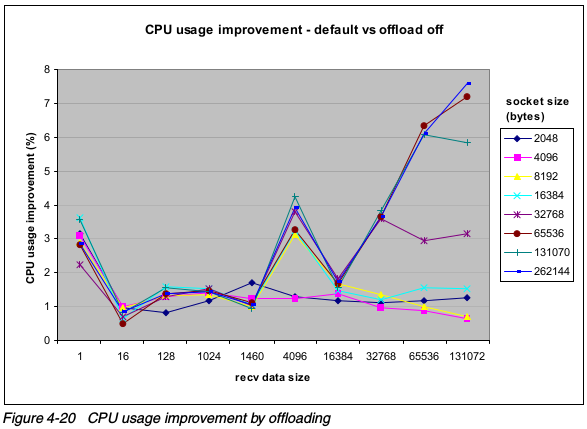 CPU usage improvement - default vs offload off
8
7
6
5
4
3
2
1
0
CPU usage improvement (%)
1 16 128 1024 1460 4096 16384 32768 65536 131072
recv data size
socket size
(bytes)
2048
4096
8192
16384
32768
65536
131070
262144
Figure 4-20 CPU usage improvement by offloading